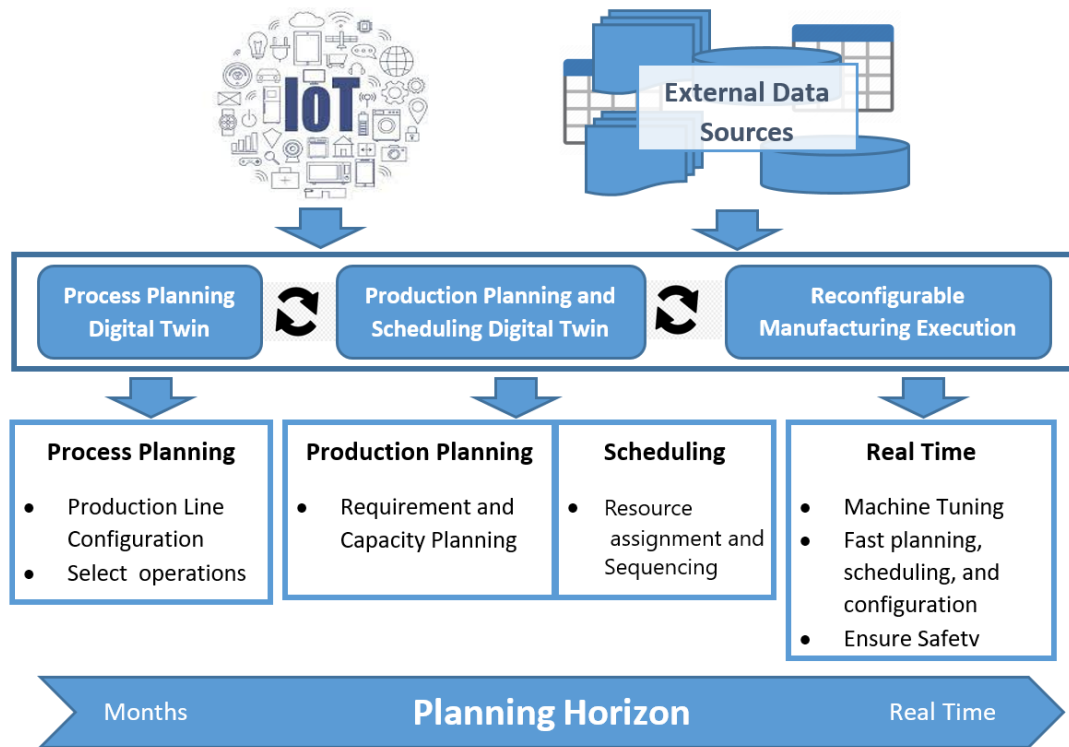 IoT
External Data
Sources
Process Planning
Digital Twin
Production Planning and
Scheduling Digital Twin
Reconfigurable
Manufacturing Execution
Process Planning
• Production Line
Configuration
• Select operations
Production Planning
• Requirement and
Capacity Planning
Scheduling
• Resource
assignment and
Sequencing
Real Time
• Machine Tuning
• Fast planning,
scheduling, and
configuration
• Ensure Safety
Months
Planning Horizon
Real Time